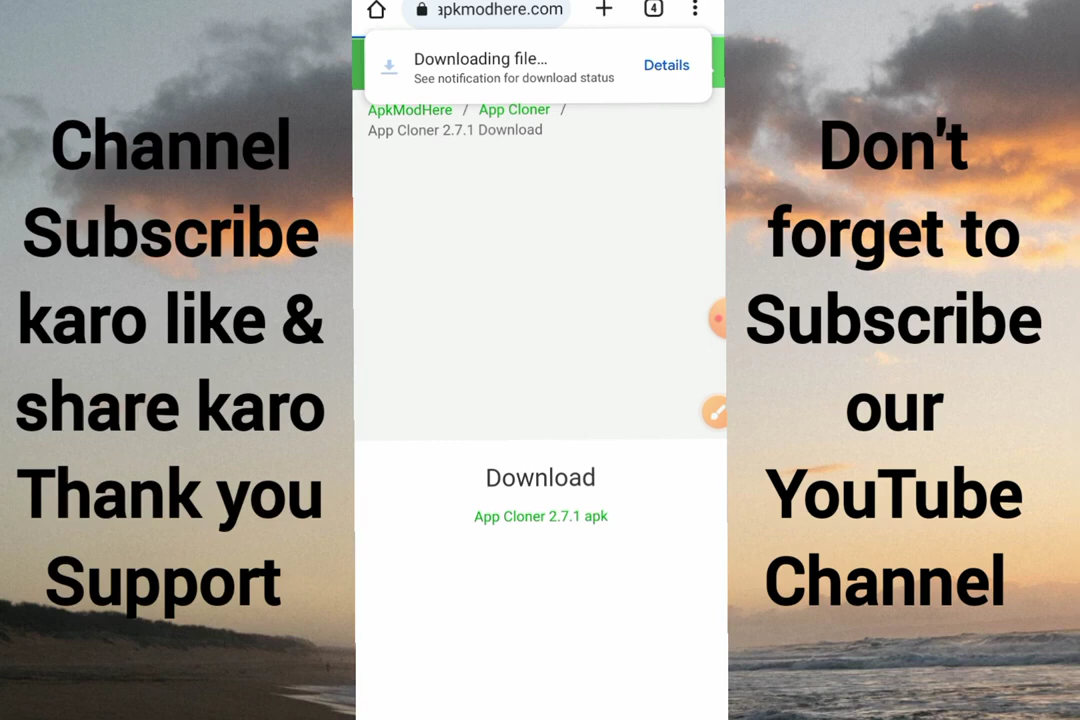 Channel
Subscribe
karo like &
share karo
Thank you
Support
apkmodhere.com
4
Downloading file...
See notification for download status
Details
ApkModHere / App Cloner /
App Cloner 2.7.1 Download
Download
App Cloner 2.7.1 apk
Don't
forget to
Subscribe
our
YouTube
Channel